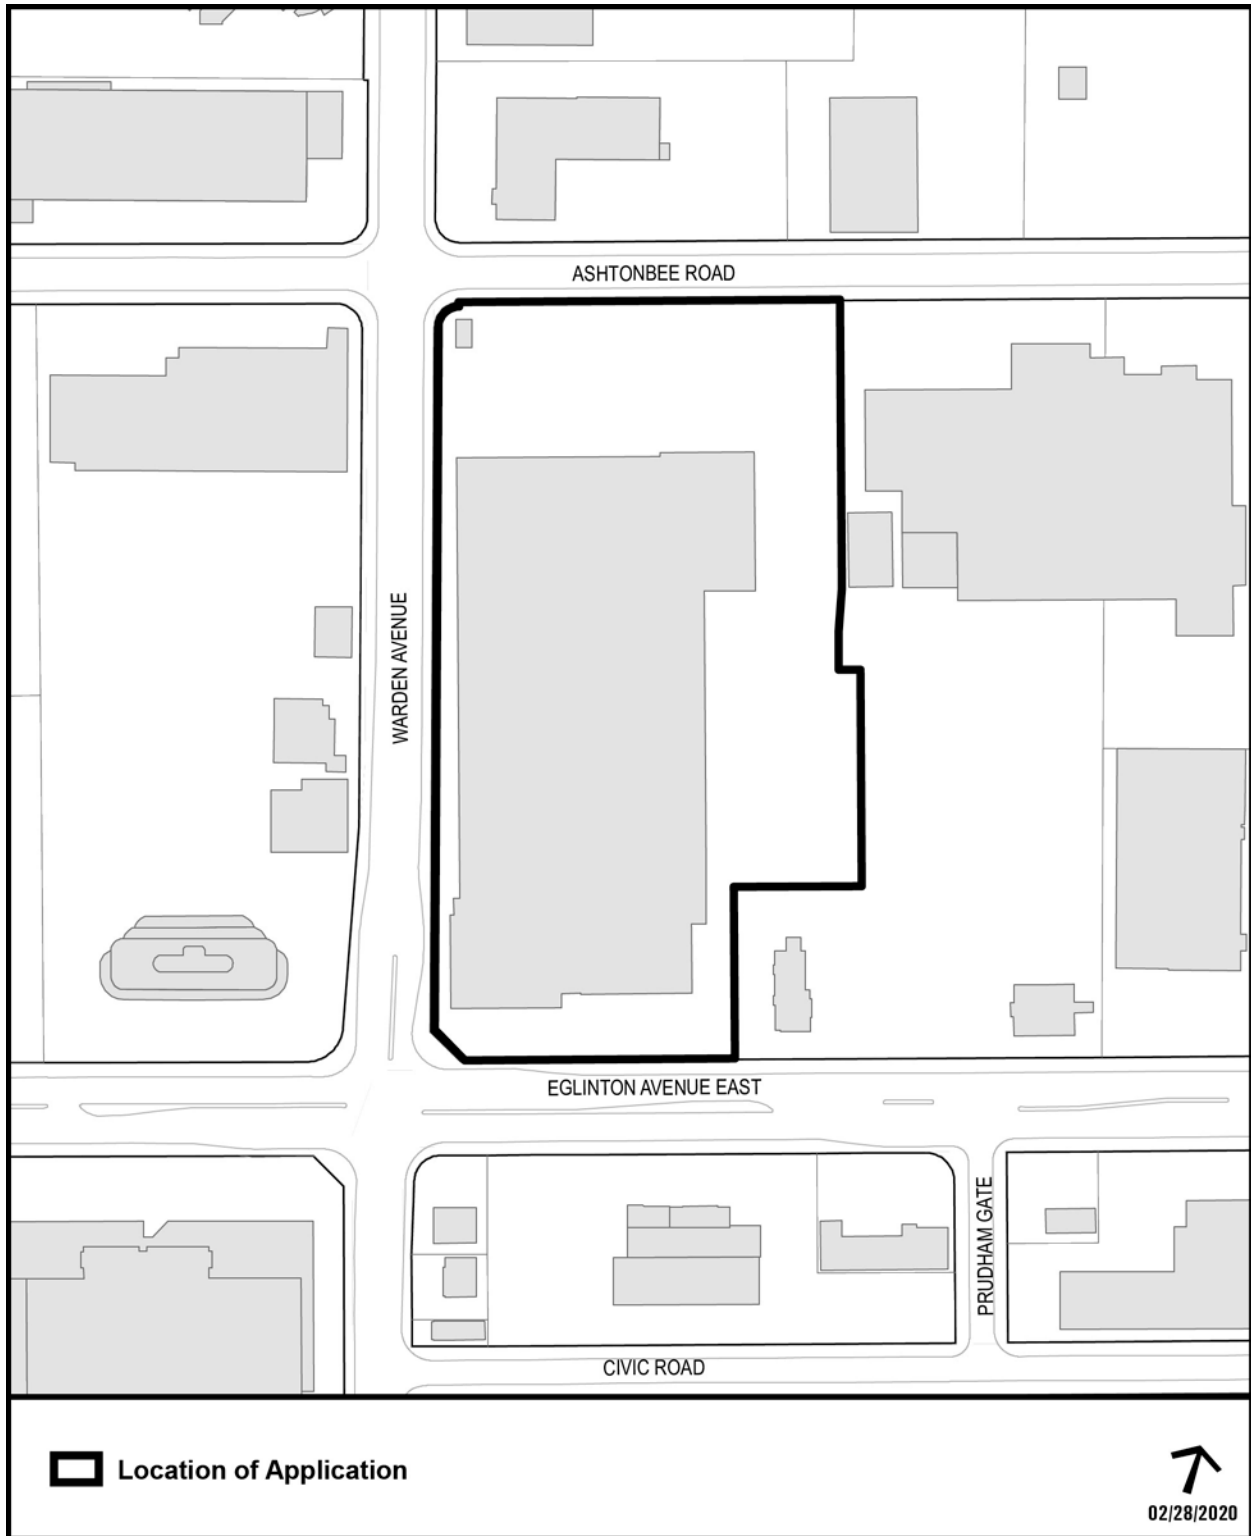 ASHTONBEE ROAD
WARDEN AVENUE
EGLINTON AVENUE EAST
PRUDHAM GATE
CIVIC ROAD
Location of Application
02/28/2020